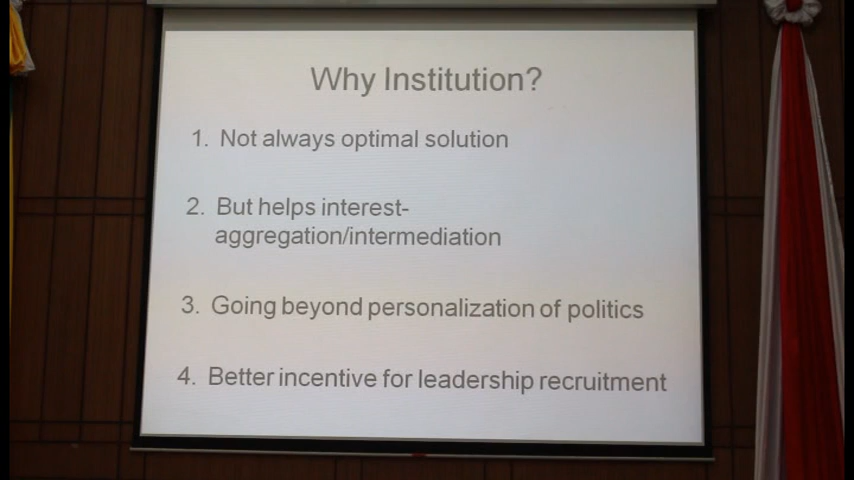 Why Institution?
1. Not always optimal solution
2. But helps interest-
aggregation/intermediation
3. Going beyond personalization of politics
4. Better incentive for leadership recruitment